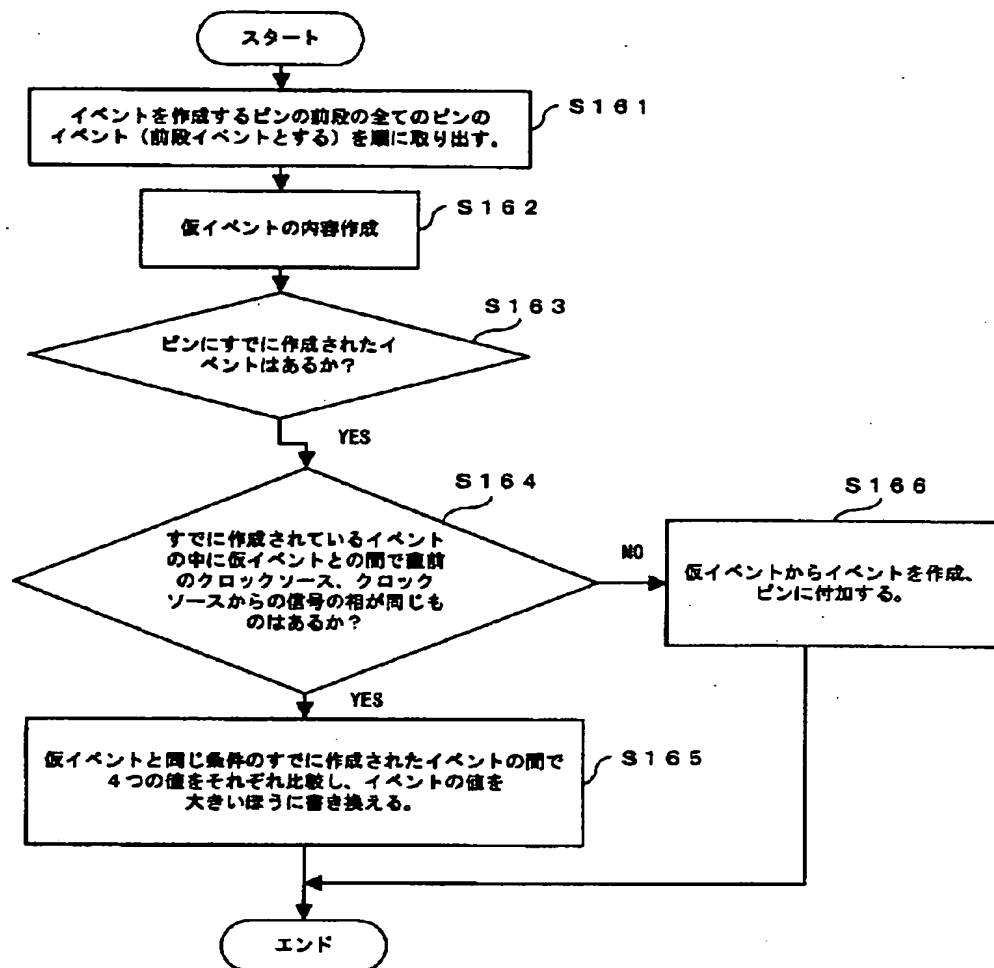 スタート
S161
イベントを作成するピンの前段の全てのピンの
イベント（前段イベントとする）を順に取り出す。
S162
仮イベントの内容作成
S163
ピンにすでに作成されたイ
ベントはあるか？
YES
S164
すでに作成されているイベント
の中に仮イベントとの間で直前
のクロックソース、クロック
ソースからの信号の相が同じも
のはあるか？
NO
S166
仮イベントからイベントを作成、
ピンに付加する。
YES
S165
仮イベントと同じ条件のすでに作成されたイベントの間で
４つの値をそれぞれ比較し、イベントの値を
大きいほうに書き換える。
エンド